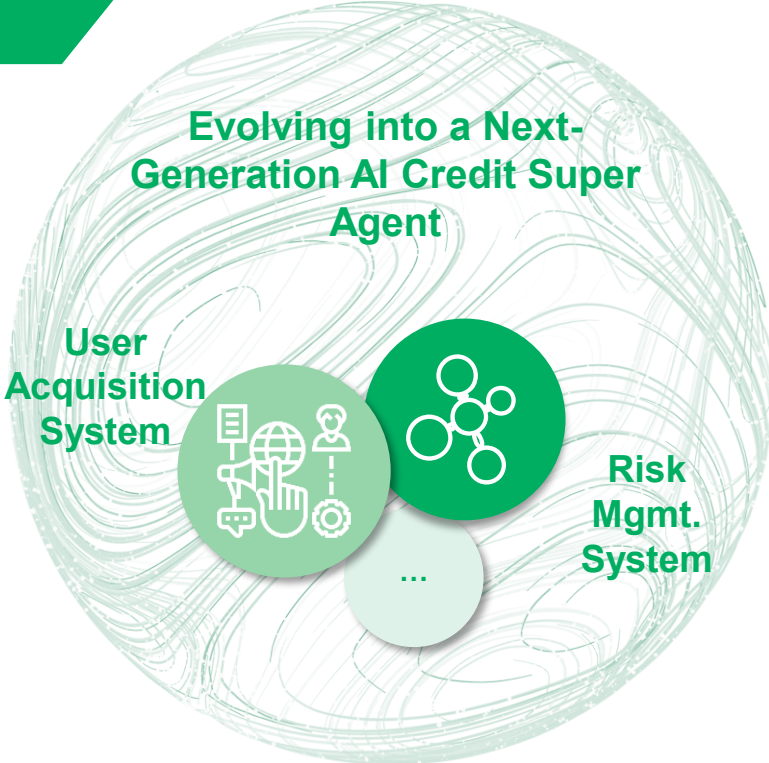 Evolving into a Next-
Generation AI Credit Super
Agent
User
Acquisition
System
Risk
Mgmt.
System
...